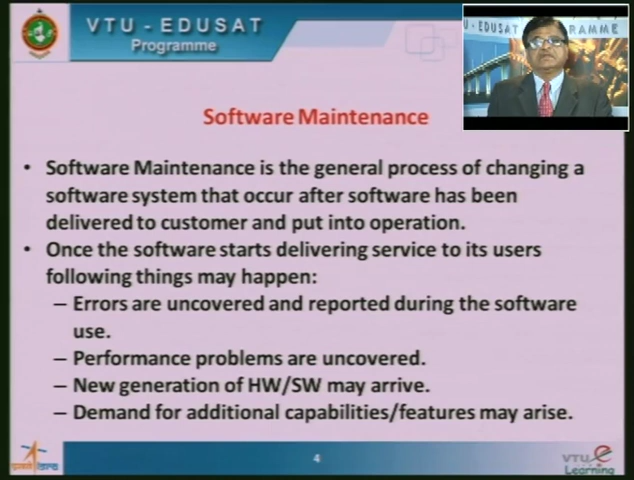 VTU - EDUSAT
Programme
U - EDUSAT
RAMME
Software Maintenance
• Software Maintenance is the general process of changing a
software system that occur after software has been
delivered to customer and put into operation.
• Once the software starts delivering service to its users
following things may happen:
– Errors are uncovered and reported during the software
use.
– Performance problems are uncovered.
– New generation of HW/SW may arrive.
– Demand for additional capabilities/features may arise.
4
VTU e
Learning